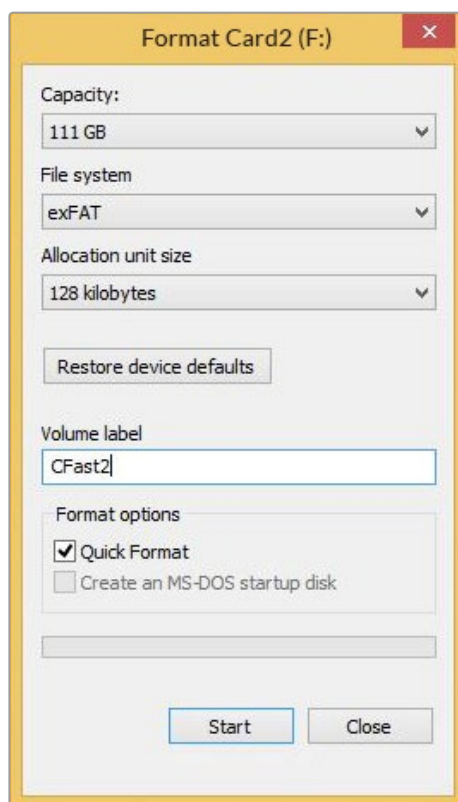 Format Card2 (F:)
Capacity:
111 GB
File system
exFAT
Allocation unit size
128 kilobytes
Restore device defaults
Volume label
CFast2
Format options
Quick Format
Create an MS-DOS startup disk
Start Close